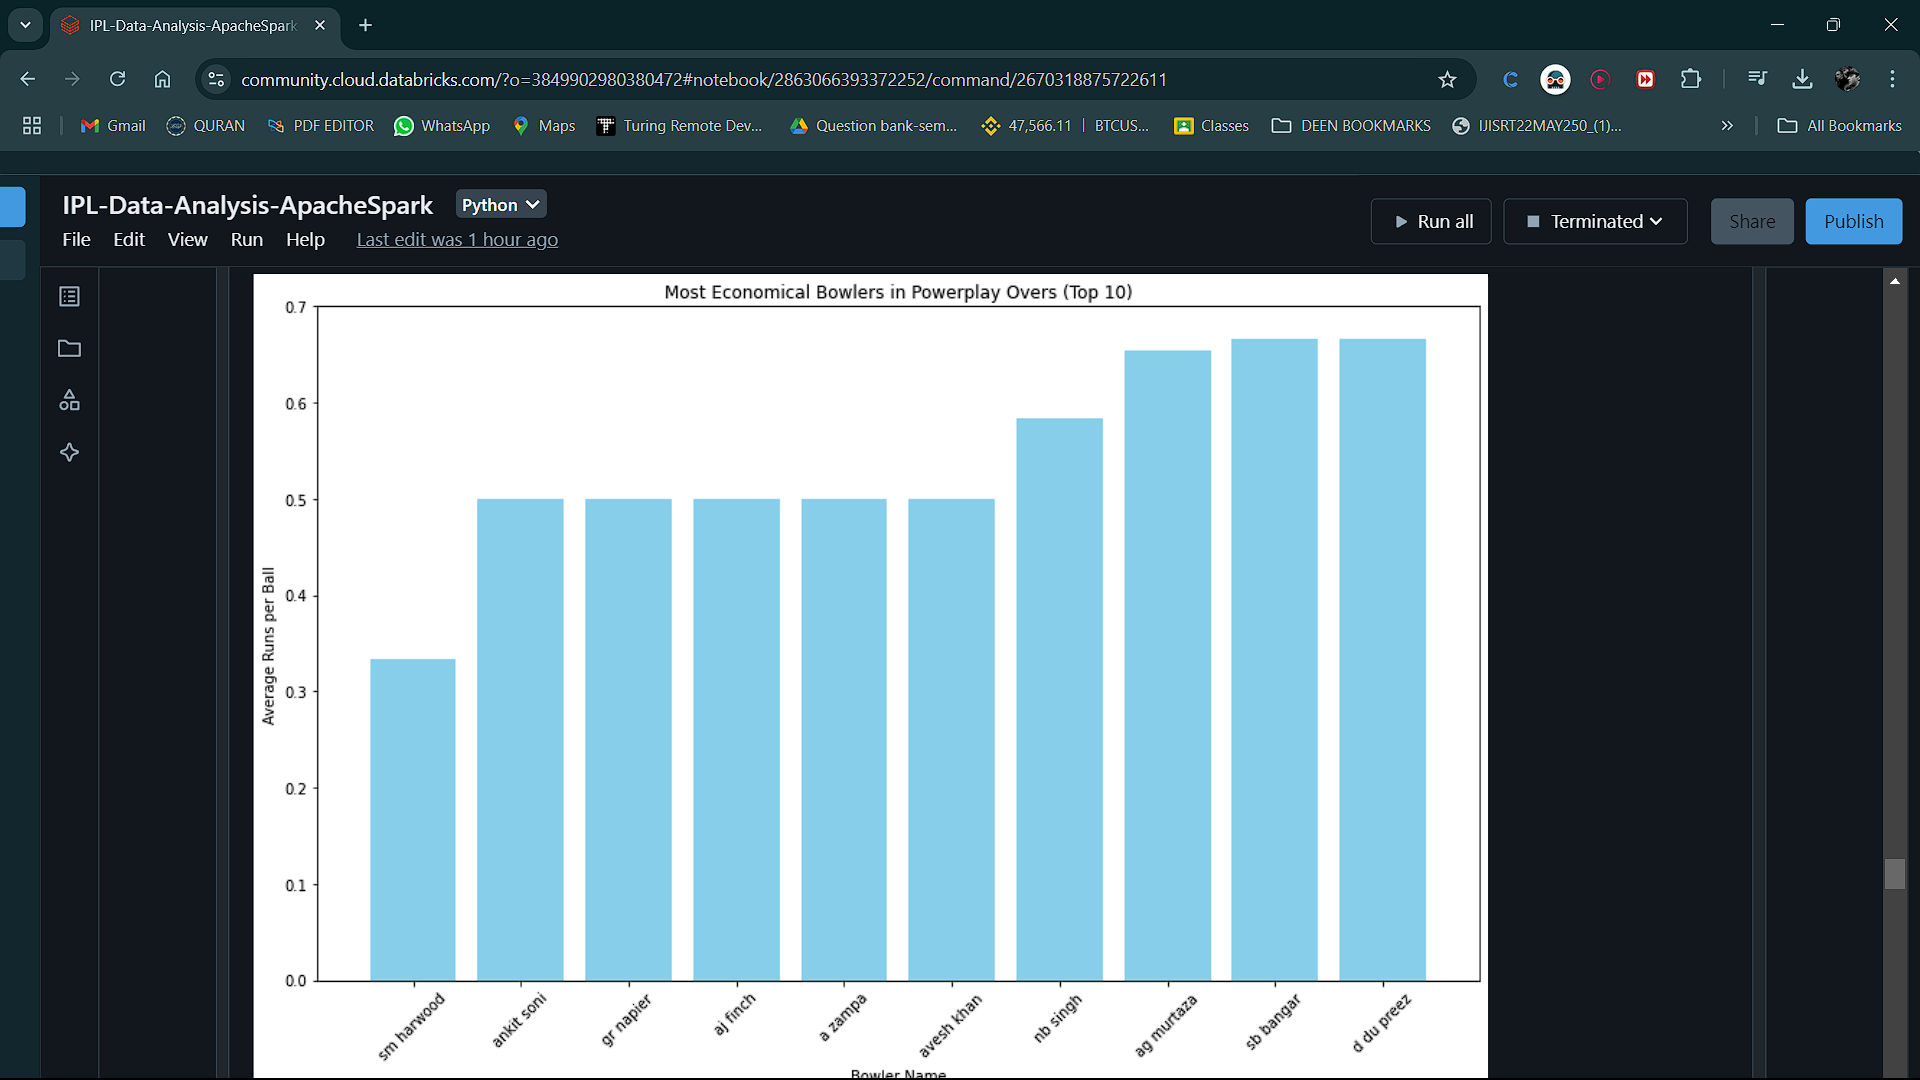 IPL-Data-Analysis-ApacheSpark
community.cloud.databricks.com/?o=3849902980380472#notebook/2863066393372252/command/2670318875722611
Gmail QURAN PDF EDITOR WhatsApp Maps Turing Remote Dev... Question bank-sem... 47,566.11 | BTCUS... Classes DEEN BOOKMARKS IJISRT22MAY250_(1)... All Bookmarks
IPL-Data-Analysis-ApacheSpark Python
File Edit View Run Help Last edit was 1 hour ago
Run all Terminated Share Publish
Most Economical Bowlers in Powerplay Overs (Top 10)
Average Runs per Ball
0.7
0.6
0.5
0.4
0.3
0.2
0.1
0.0
sm harwood
ankit soni
gr napier
aj finch
a zampa
avesh khan
nb singh
ag murtaza
sb bangar
d du preez
Bowler Name